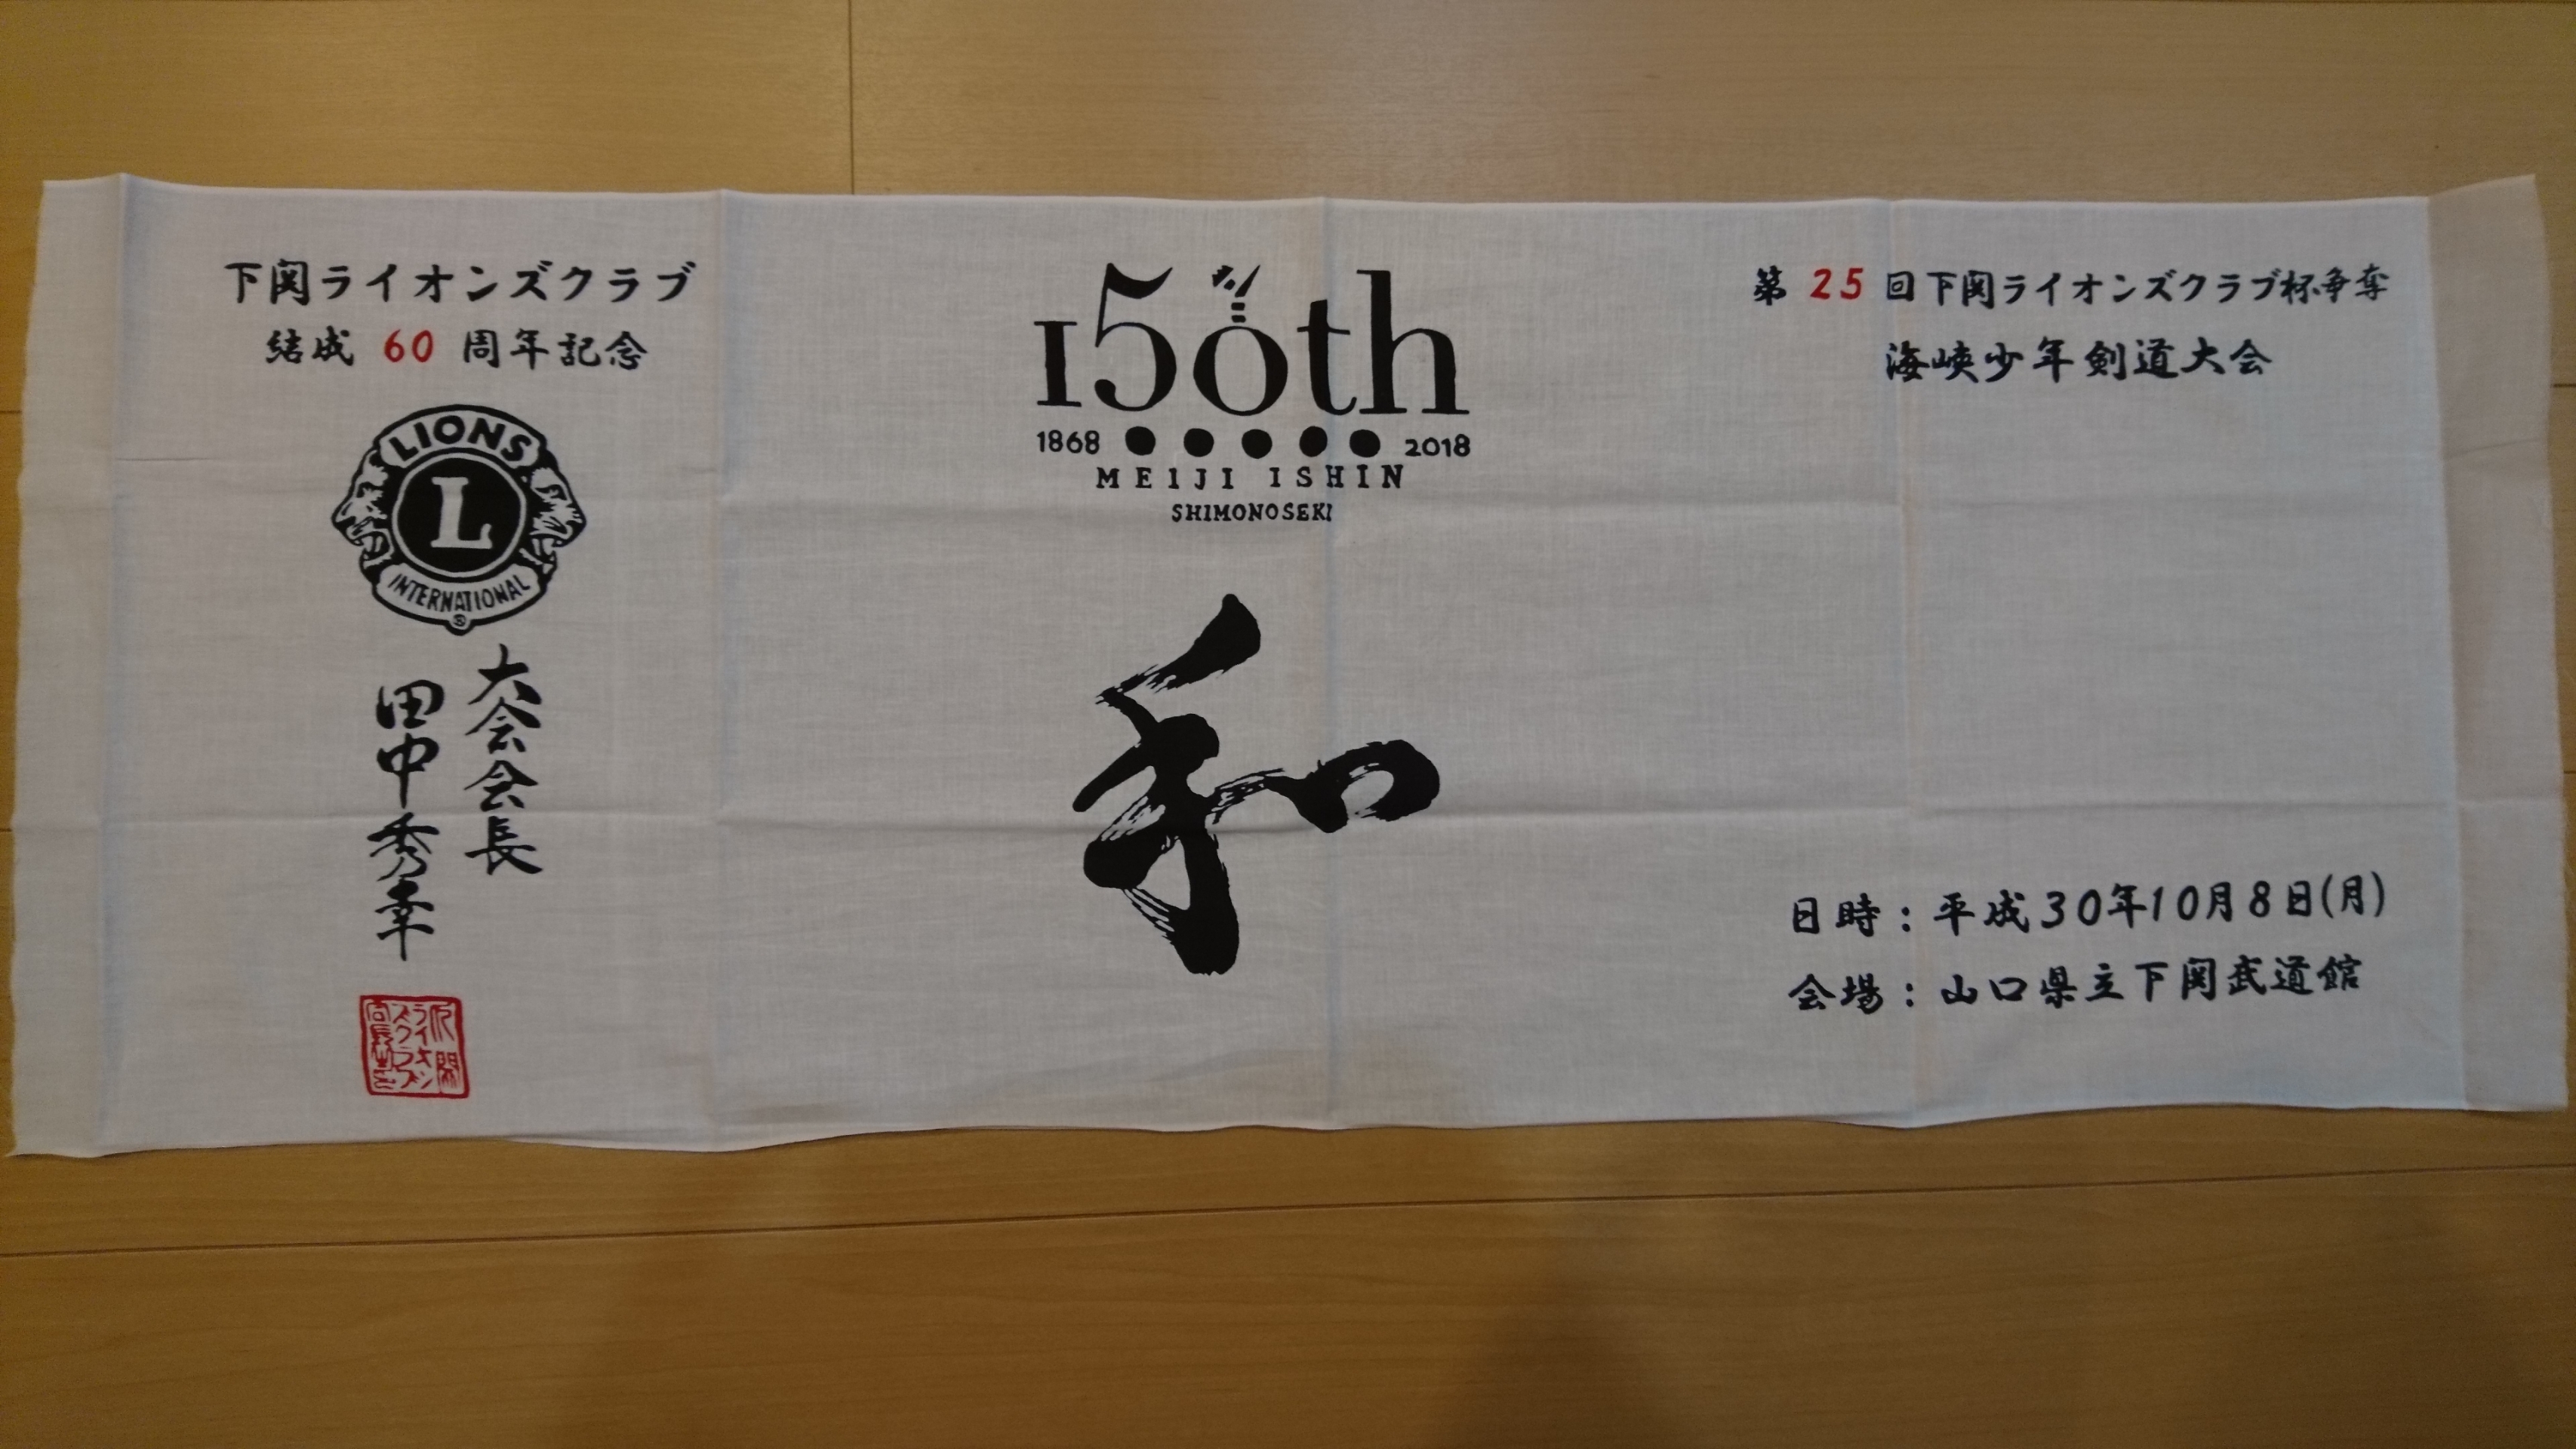 下関ライオンズクラブ
結成 60 周年記念
LIONS
L
INTERNATIONAL
®
大会会長
田中秀幸
150th
1868 ●●●●● 2018
MEIJI ISHIN
SHIMONOSEKI
和
第 25 回下関ライオンズクラブ杯争奪
海峡少年剣道大会
日時：平成30年10月8日(月)
会場：山口県立下関武道館